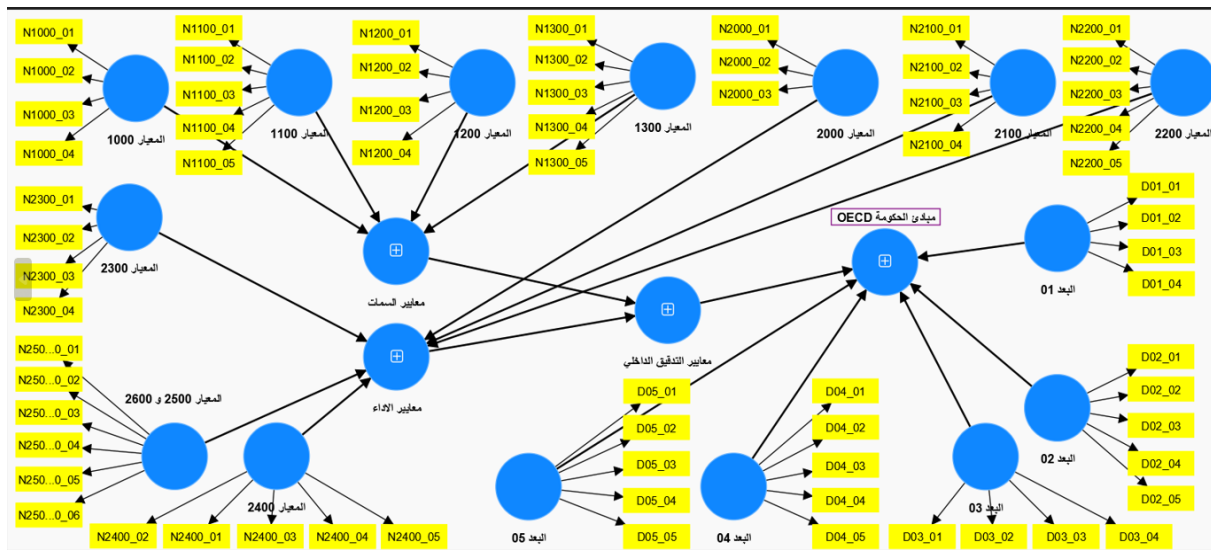 N1000_01
N1000_02
N1000_03
N1000_04
المعيار 1000
N1100_01
N1100_02
N1100_03
N1100_04
N1100_05
المعيار 1100
N1200_01
N1200_02
N1200_03
N1200_04
المعيار 1200
N1300_01
N1300_02
N1300_03
N1300_04
N1300_05
المعيار 1300
N2000_01
N2000_02
N2000_03
المعيار 2000
N2100_01
N2100_02
N2100_03
N2100_04
المعيار 2100
N2200_01
N2200_02
N2200_03
N2200_04
N2200_05
المعيار 2200
N2300_01
N2300_02
N2300_03
N2300_04
المعيار 2300
معايير السمات
مبادئ الحكومة OECD
D01_01
D01_02
D01_03
D01_04
البعد 01
معايير التدقيق الداخلي
معايير الاداء
N250...0_01
N250...0_02
N250...0_03
N250...0_04
N250...0_05
N250...0_06
المعيار 2500 و 2600
المعيار 2400
N2400_02
N2400_01
N2400_03
N2400_04
N2400_05
D05_01
D05_02
D05_03
D05_04
D05_05
البعد 05
D04_01
D04_02
D04_03
D04_04
D04_05
البعد 04
D02_01
D02_02
D02_03
D02_04
D02_05
البعد 02
البعد 03
D03_01
D03_02
D03_03
D03_04